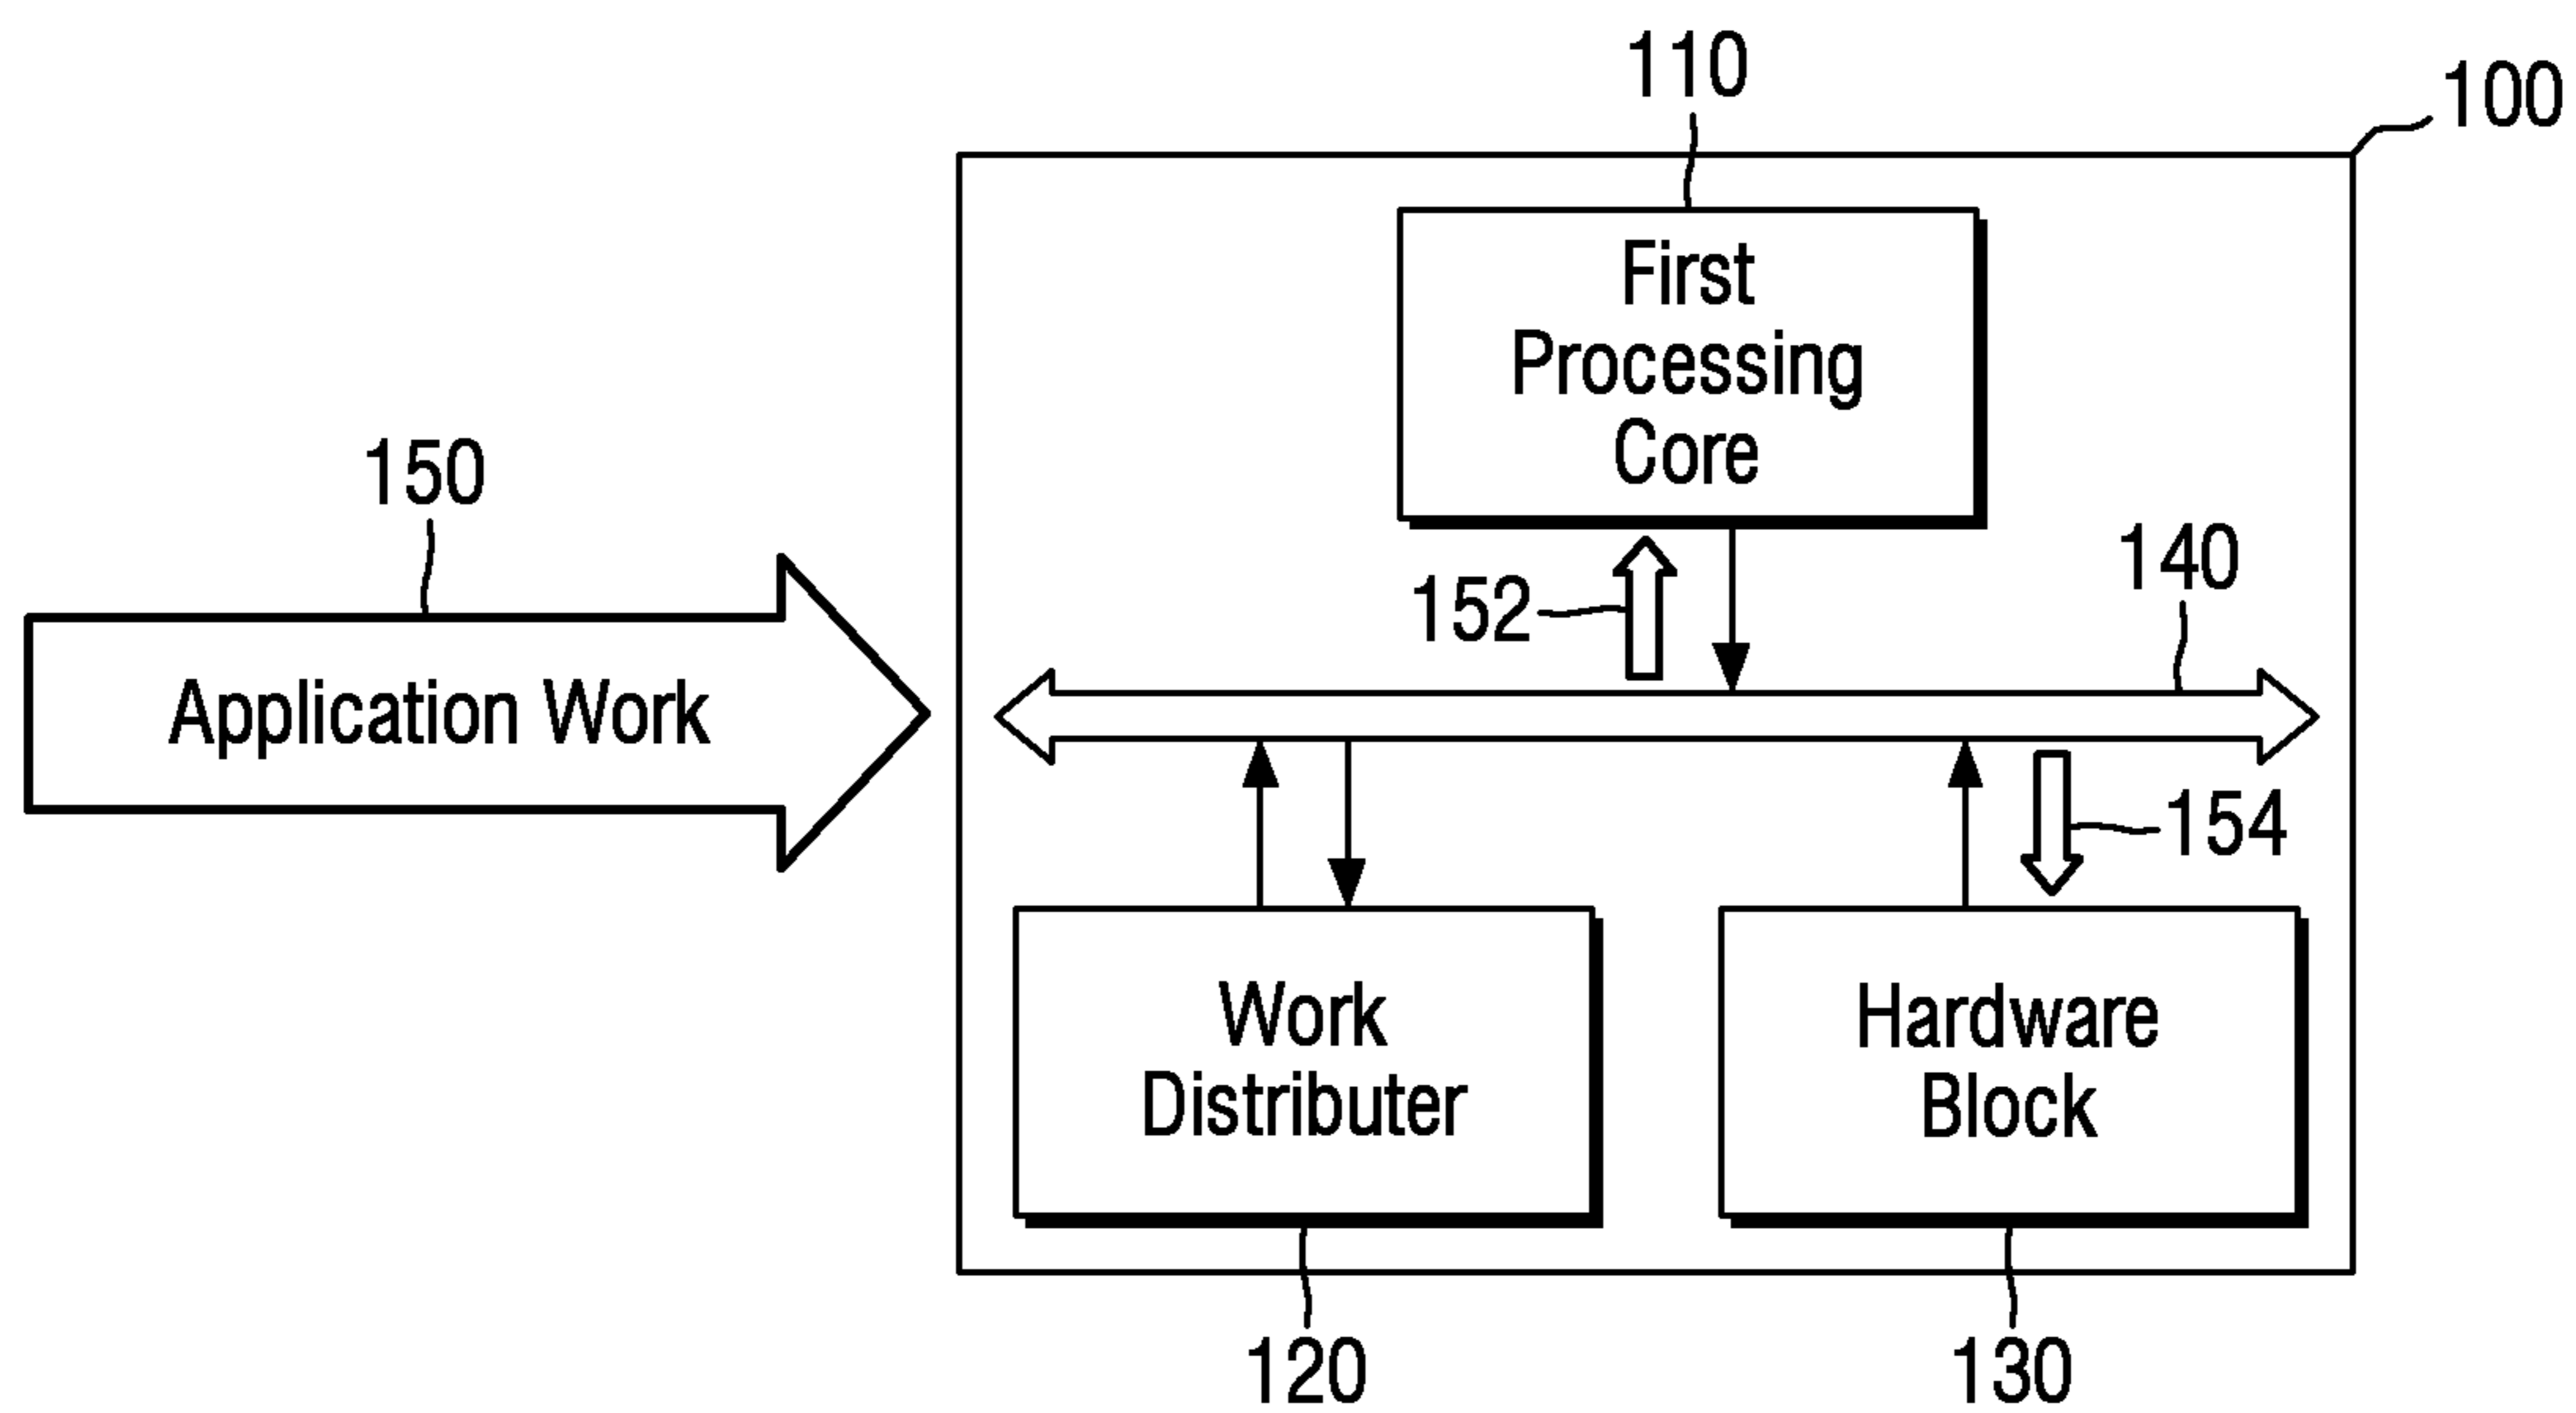 110
100
First
Processing
Core
150
140
152
Application Work
154
Work
Distributer
Hardware
Block
120
130